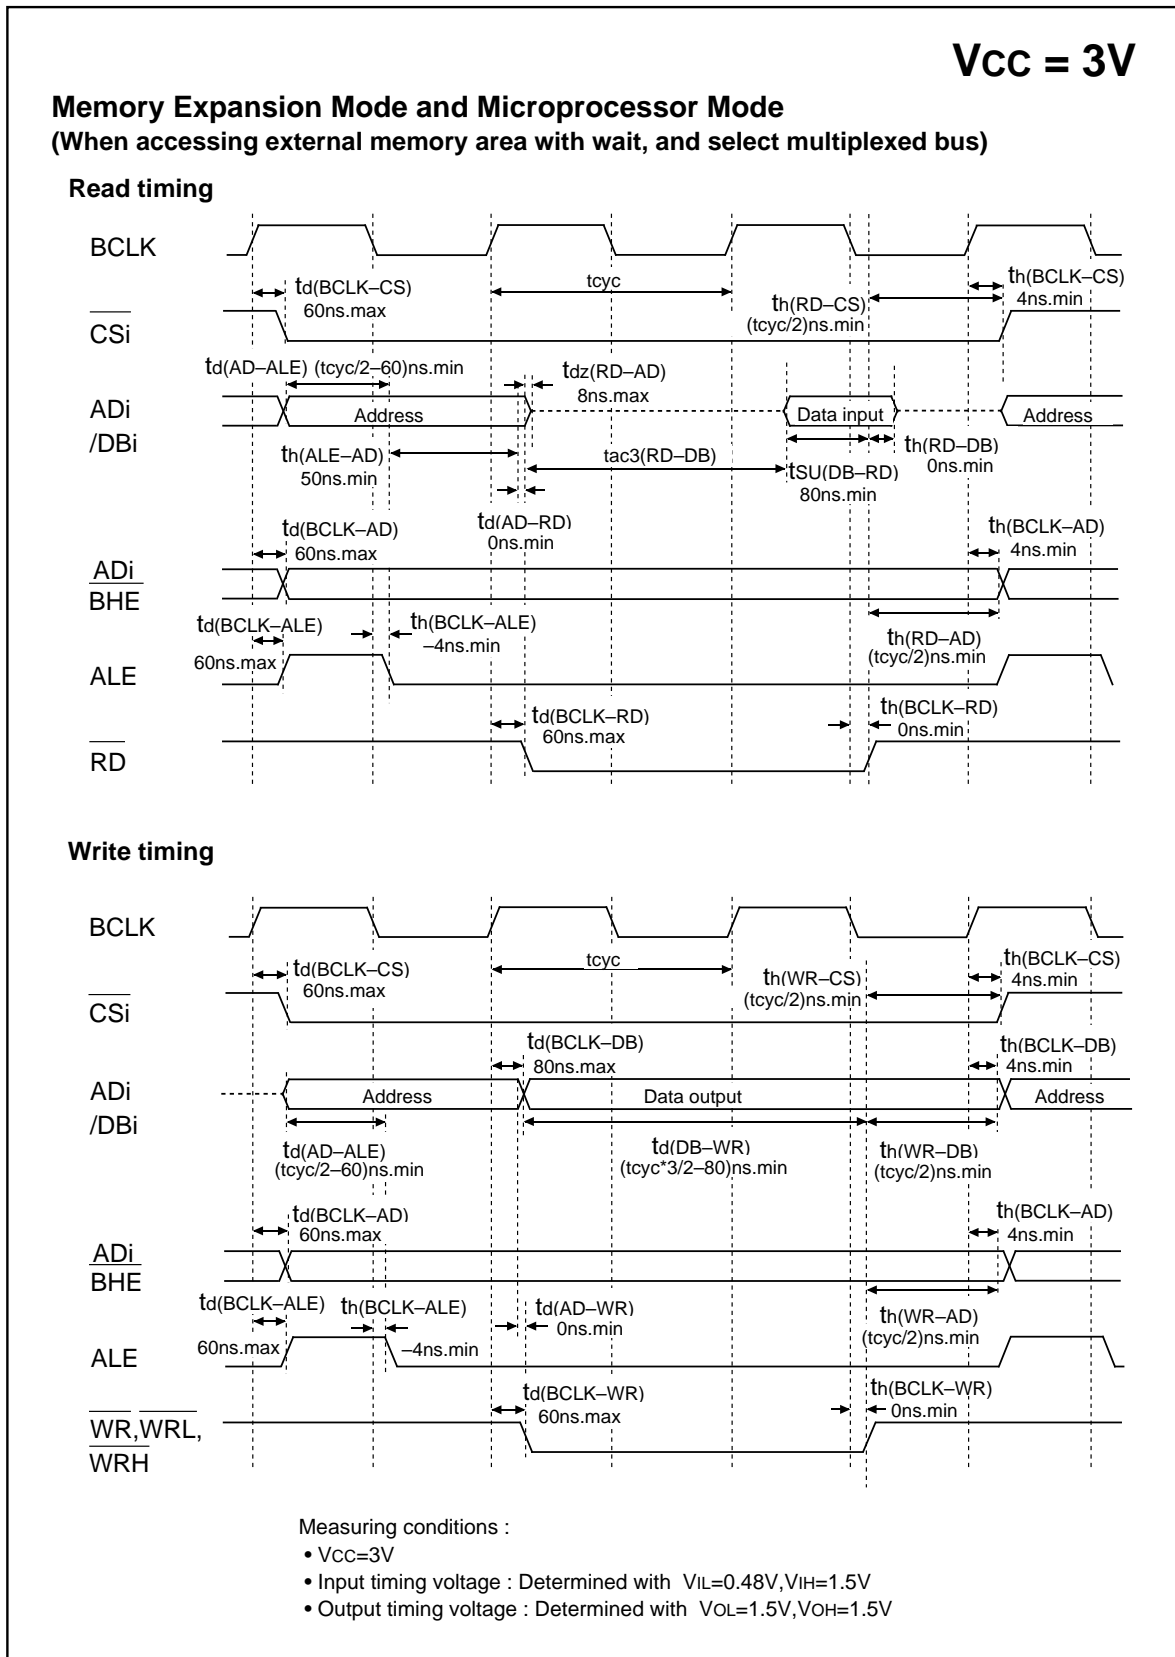 VCC = 3V
Memory Expansion Mode and Microprocessor Mode
(When accessing external memory area with wait, and select multiplexed bus)
Read timing
BCLK
td(BCLK–CS)
60ns.max
tcyc
th(RD–CS)
(tcyc/2)ns.min
th(BCLK–CS)
4ns.min
CSi
td(AD–ALE) (tcyc/2–60)ns.min
tdz(RD–AD)
8ns.max
ADi
/DBi
Address
Data input
Address
th(ALE–AD)
50ns.min
tac3(RD–DB)
th(RD–DB)
0ns.min
tSU(DB–RD)
80ns.min
td(AD–RD)
0ns.min
td(BCLK–AD)
60ns.max
th(BCLK–AD)
4ns.min
ADi
BHE
td(BCLK–ALE)
60ns.max
th(BCLK–ALE)
–4ns.min
th(RD–AD)
(tcyc/2)ns.min
ALE
td(BCLK–RD)
60ns.max
th(BCLK–RD)
0ns.min
RD
Write timing
BCLK
td(BCLK–CS)
60ns.max
tcyc
th(WR–CS)
(tcyc/2)ns.min
th(BCLK–CS)
4ns.min
CSi
td(BCLK–DB)
80ns.max
th(BCLK–DB)
4ns.min
ADi
/DBi
Address
Data output
Address
td(AD–ALE)
(tcyc/2–60)ns.min
td(DB–WR)
(tcyc*3/2–80)ns.min
th(WR–DB)
(tcyc/2)ns.min
td(BCLK–AD)
60ns.max
th(BCLK–AD)
4ns.min
ADi
BHE
td(BCLK–ALE)
60ns.max
th(BCLK–ALE)
–4ns.min
td(AD–WR)
0ns.min
th(WR–AD)
(tcyc/2)ns.min
ALE
td(BCLK–WR)
60ns.max
th(BCLK–WR)
0ns.min
WR,WRL,
WRH
Measuring conditions :
• VCC=3V
• Input timing voltage : Determined with VIL=0.48V,VIH=1.5V
• Output timing voltage : Determined with VOL=1.5V,VOH=1.5V